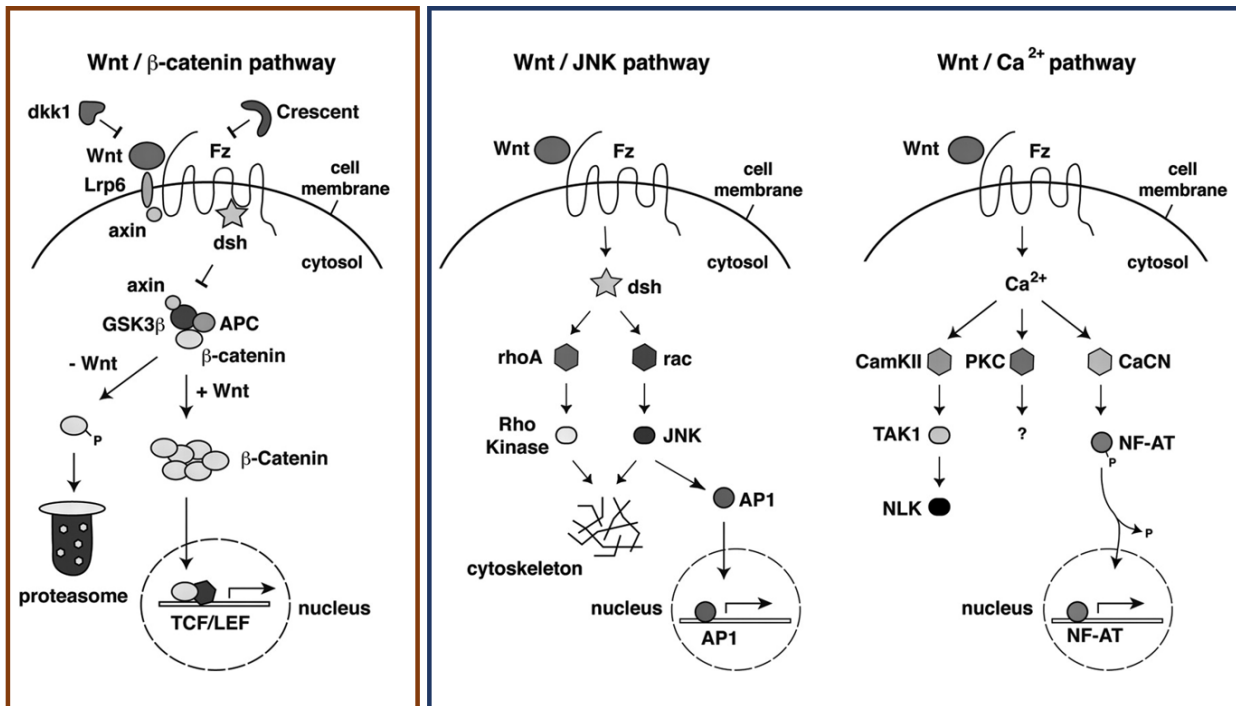 Wnt / β-catenin pathway
dkk1
Crescent
Wnt
Fz
Lrp6
cell
membrane
axin
dsh
cytosol
axin
GSK3β
APC
β-catenin
- Wnt
+ Wnt
P
β-Catenin
proteasome
nucleus
TCF/LEF
Wnt / JNK pathway
Wnt
Fz
cell
membrane
cytosol
dsh
rhoA
rac
Rho
Kinase
JNK
AP1
cytoskeleton
nucleus
AP1
Wnt / Ca2+ pathway
Wnt
Fz
cell
membrane
cytosol
Ca2+
CamKII
PKC
CaCN
TAK1
?
NF-AT
P
NLK
P
nucleus
NF-AT